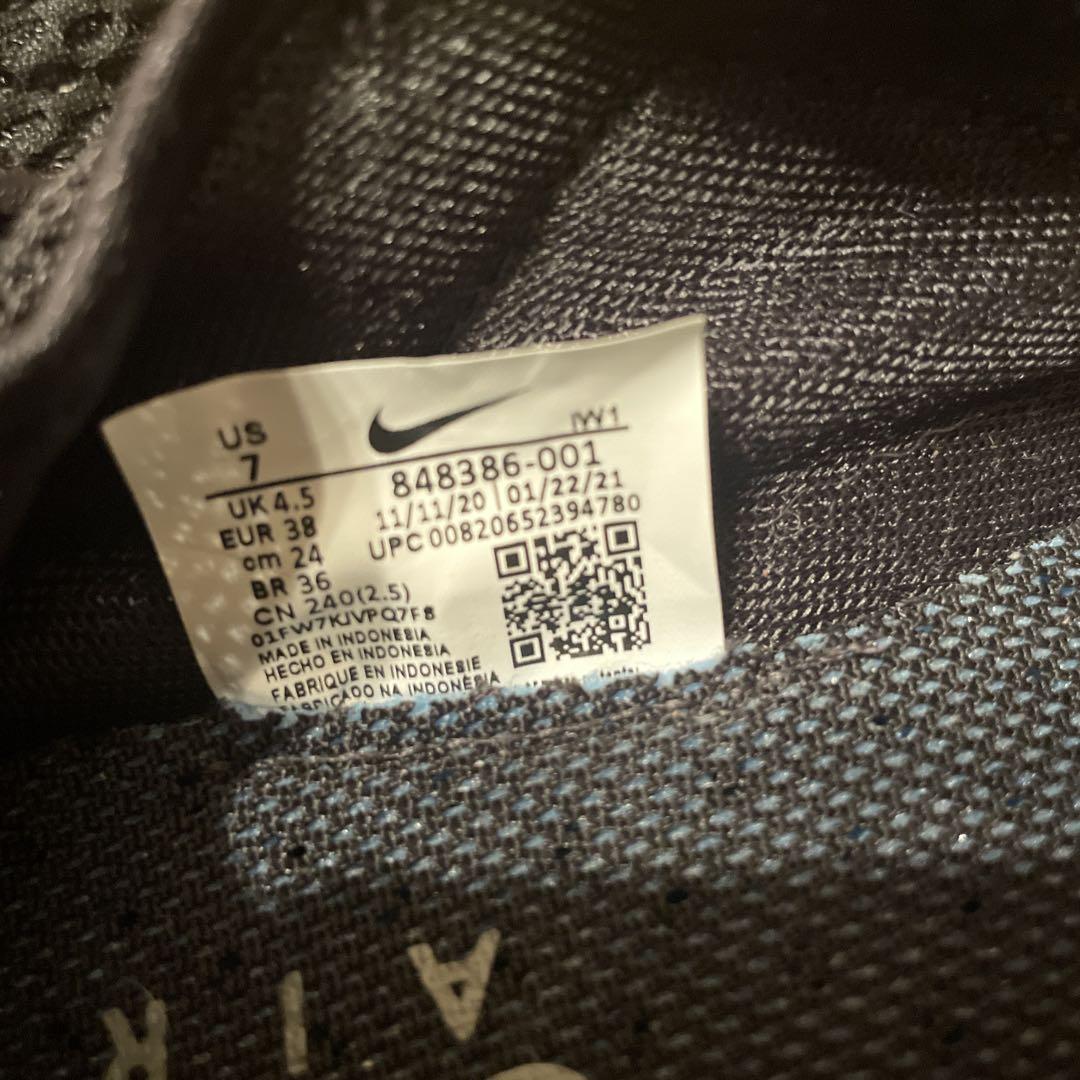 US
7
IW1
848386-001
11/11/20 | 01/22/21
UPC 00820652394780
UK 4.5
EUR 38
cm 24
BR 36
CN 240(2.5)
01FW7KJVPQ7F8
MADE IN INDONESIA
HECHO EN INDONESIA
FABRIQUE EN INDONESIE
FABRICADO NA INDONÉSIA
AIR